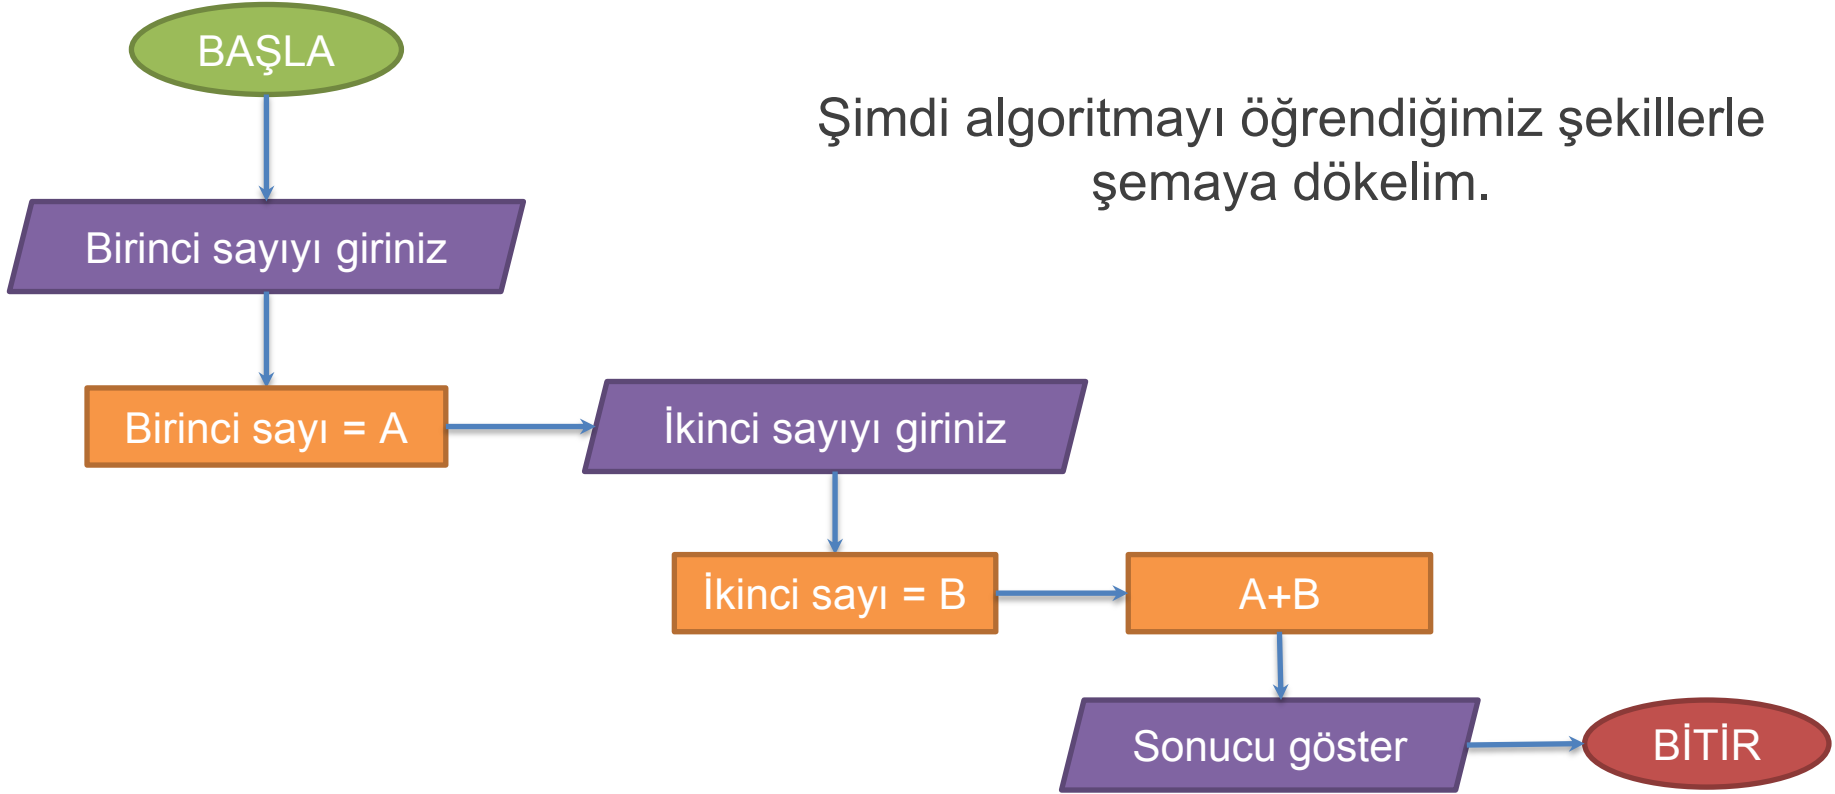 BAŞLA
Şimdi algoritmayı öğrendiğimiz şekillerle
şemaya dökelim.
Birinci sayıyı giriniz
Birinci sayı = A
İkinci sayıyı giriniz
İkinci sayı = B
A+B
Sonucu göster
BİTİR